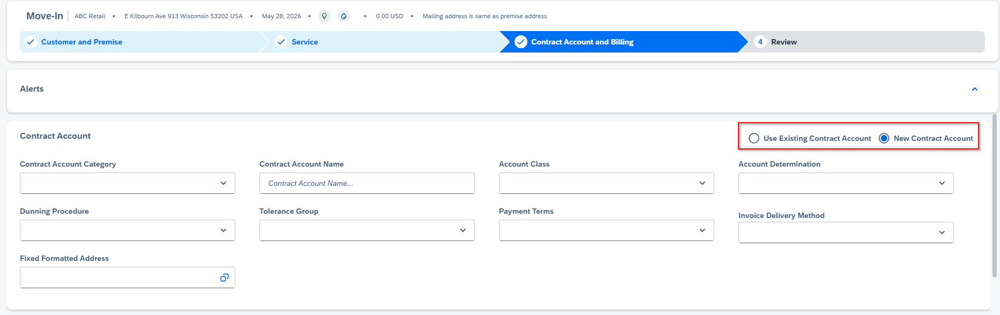 Move-In ABC Retail • E Kilbourn Ave 913 Wisconsin 53202 USA • May 28, 2026 • • 0.00 USD • Mailing address is same as premise address
Customer and Premise Service Contract Account and Billing 4 Review
Alerts
Contract Account Use Existing Contract Account New Contract Account
Contract Account Category Contract Account Name Account Class Account Determination
Contract Account Name...
Dunning Procedure Tolerance Group Payment Terms Invoice Delivery Method
Fixed Formatted Address